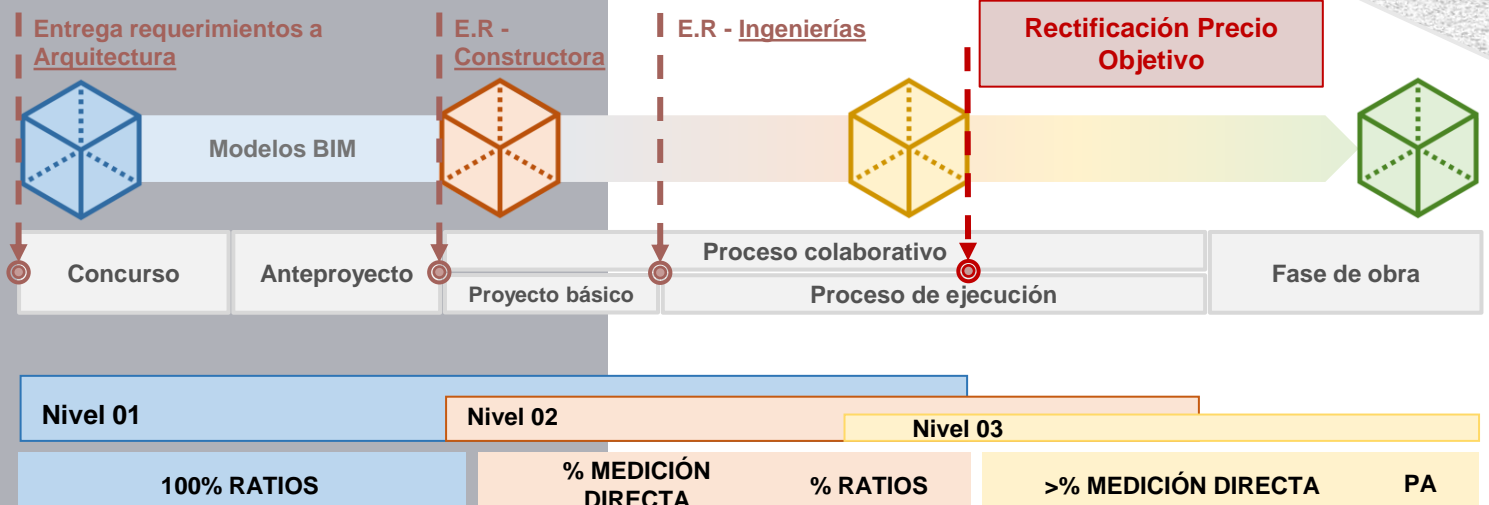 Entrega requerimientos a
Arquitectura
E.R -
Constructora
E.R - Ingenierías
Rectificación Precio
Objetivo
Modelos BIM
Concurso
Anteproyecto
Proceso colaborativo
Proyecto básico
Proceso de ejecución
Fase de obra
Nivel 01
Nivel 02
Nivel 03
100% RATIOS
% MEDICIÓN
DIRECTA
% RATIOS
>% MEDICIÓN DIRECTA
PA